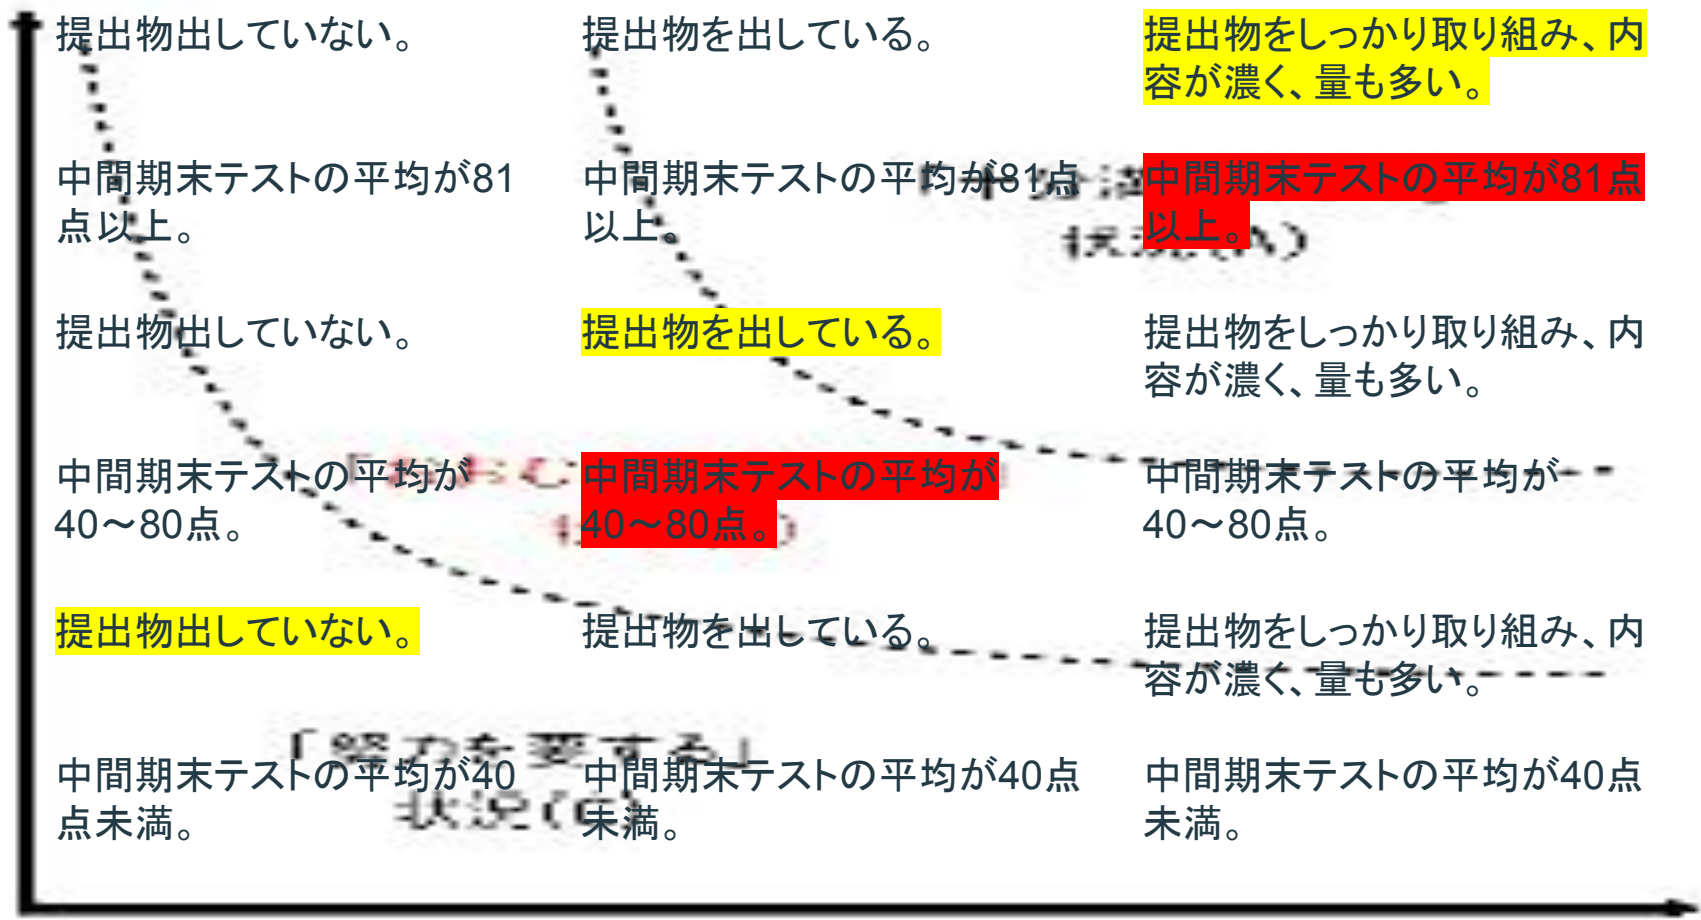 提出物出していない。
中間期末テストの平均が81
点以上。
提出物を出している。
中間期末テストの平均が81点
以上。
提出物をしっかり取り組み、内
容が濃く、量も多い。
中間期末テストの平均が81点
以上。
提出物出していない。
中間期末テストの平均が
40〜80点。
提出物を出している。
中間期末テストの平均が
40〜80点。
提出物をしっかり取り組み、内
容が濃く、量も多い。
中間期末テストの平均が
40〜80点。
提出物出していない。
中間期末テストの平均が40
点未満。
提出物を出している。
中間期末テストの平均が40点
未満。
提出物をしっかり取り組み、内
容が濃く、量も多い。
中間期末テストの平均が40点
未満。
「努力を要する」
状況(C)